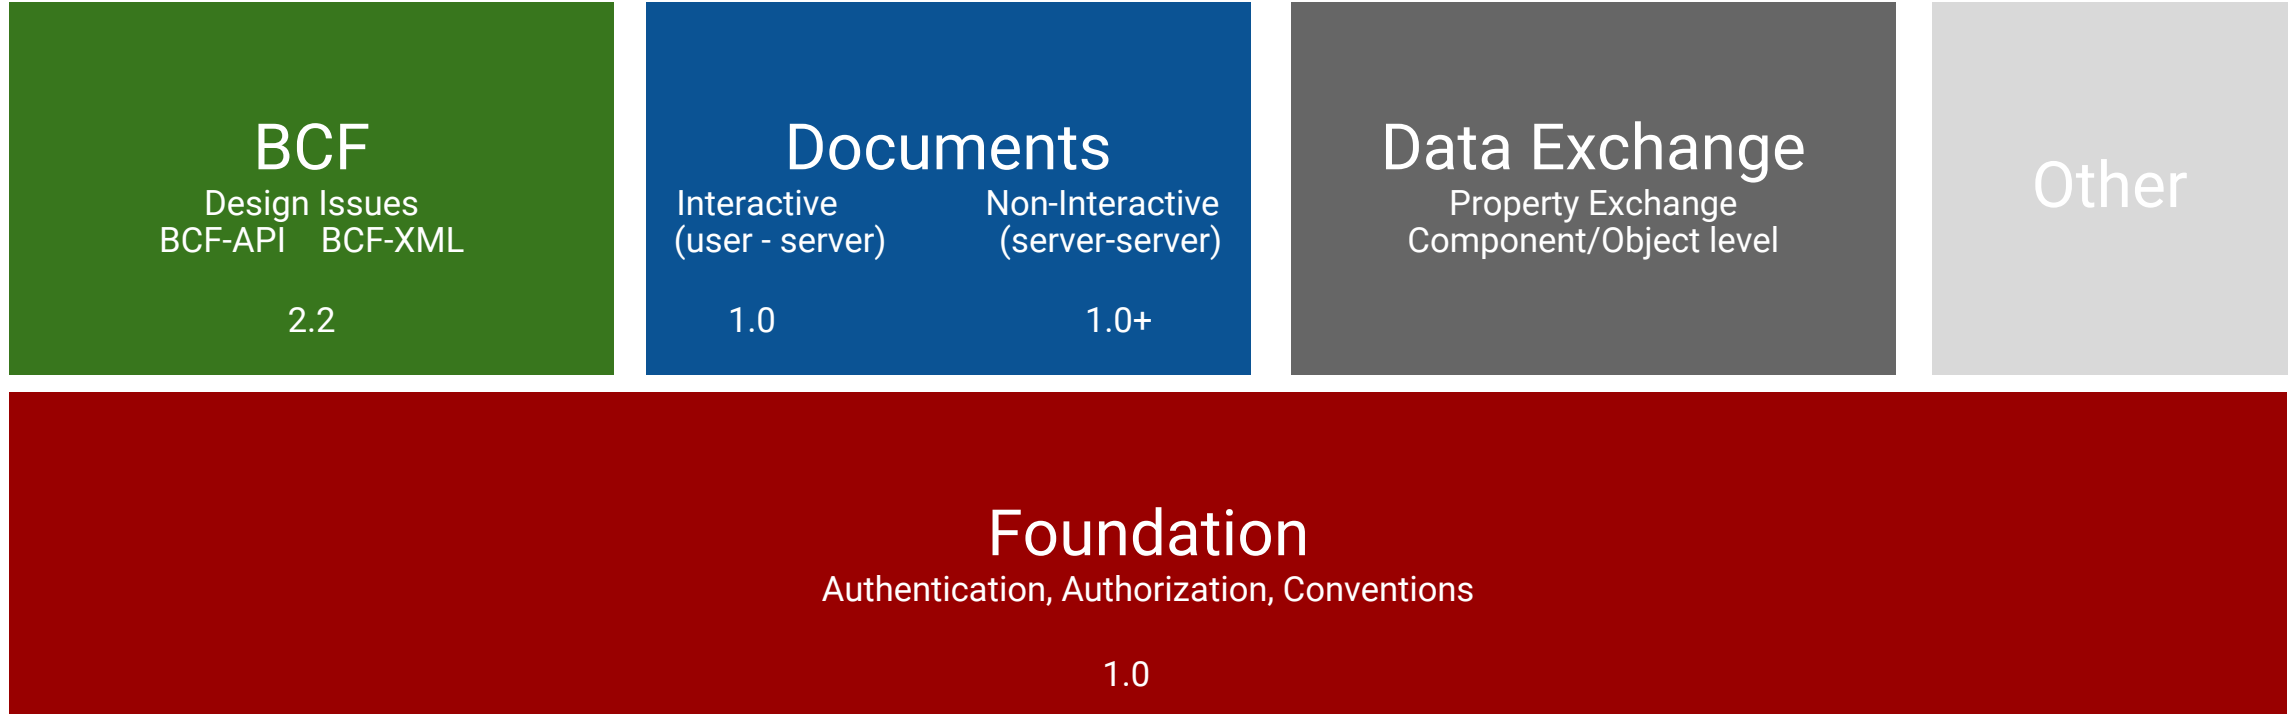 BCF
Design Issues
BCF-API BCF-XML
2.2
Documents
Interactive Non-Interactive
(user - server) (server-server)
1.0 1.0+
Data Exchange
Property Exchange
Component/Object level
Other
Foundation
Authentication, Authorization, Conventions
1.0